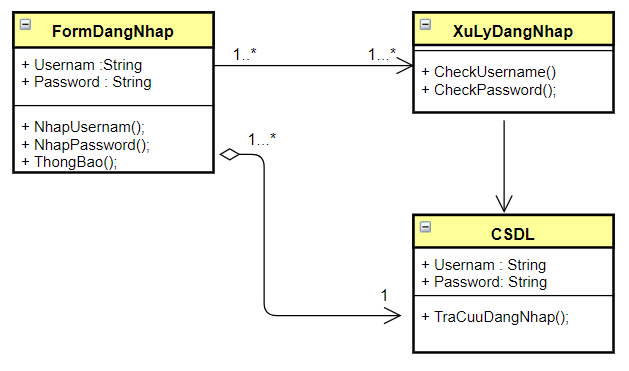 FormDangNhap
+ Usernam :String
+ Password : String
+ NhapUsernam();
+ NhapPassword();
+ ThongBao();
1..*
1...*
XuLyDangNhap
+ CheckUsername()
+ CheckPassword();
1...*
1
CSDL
+ Usernam : String
+ Password: String
+ TraCuuDangNhap();